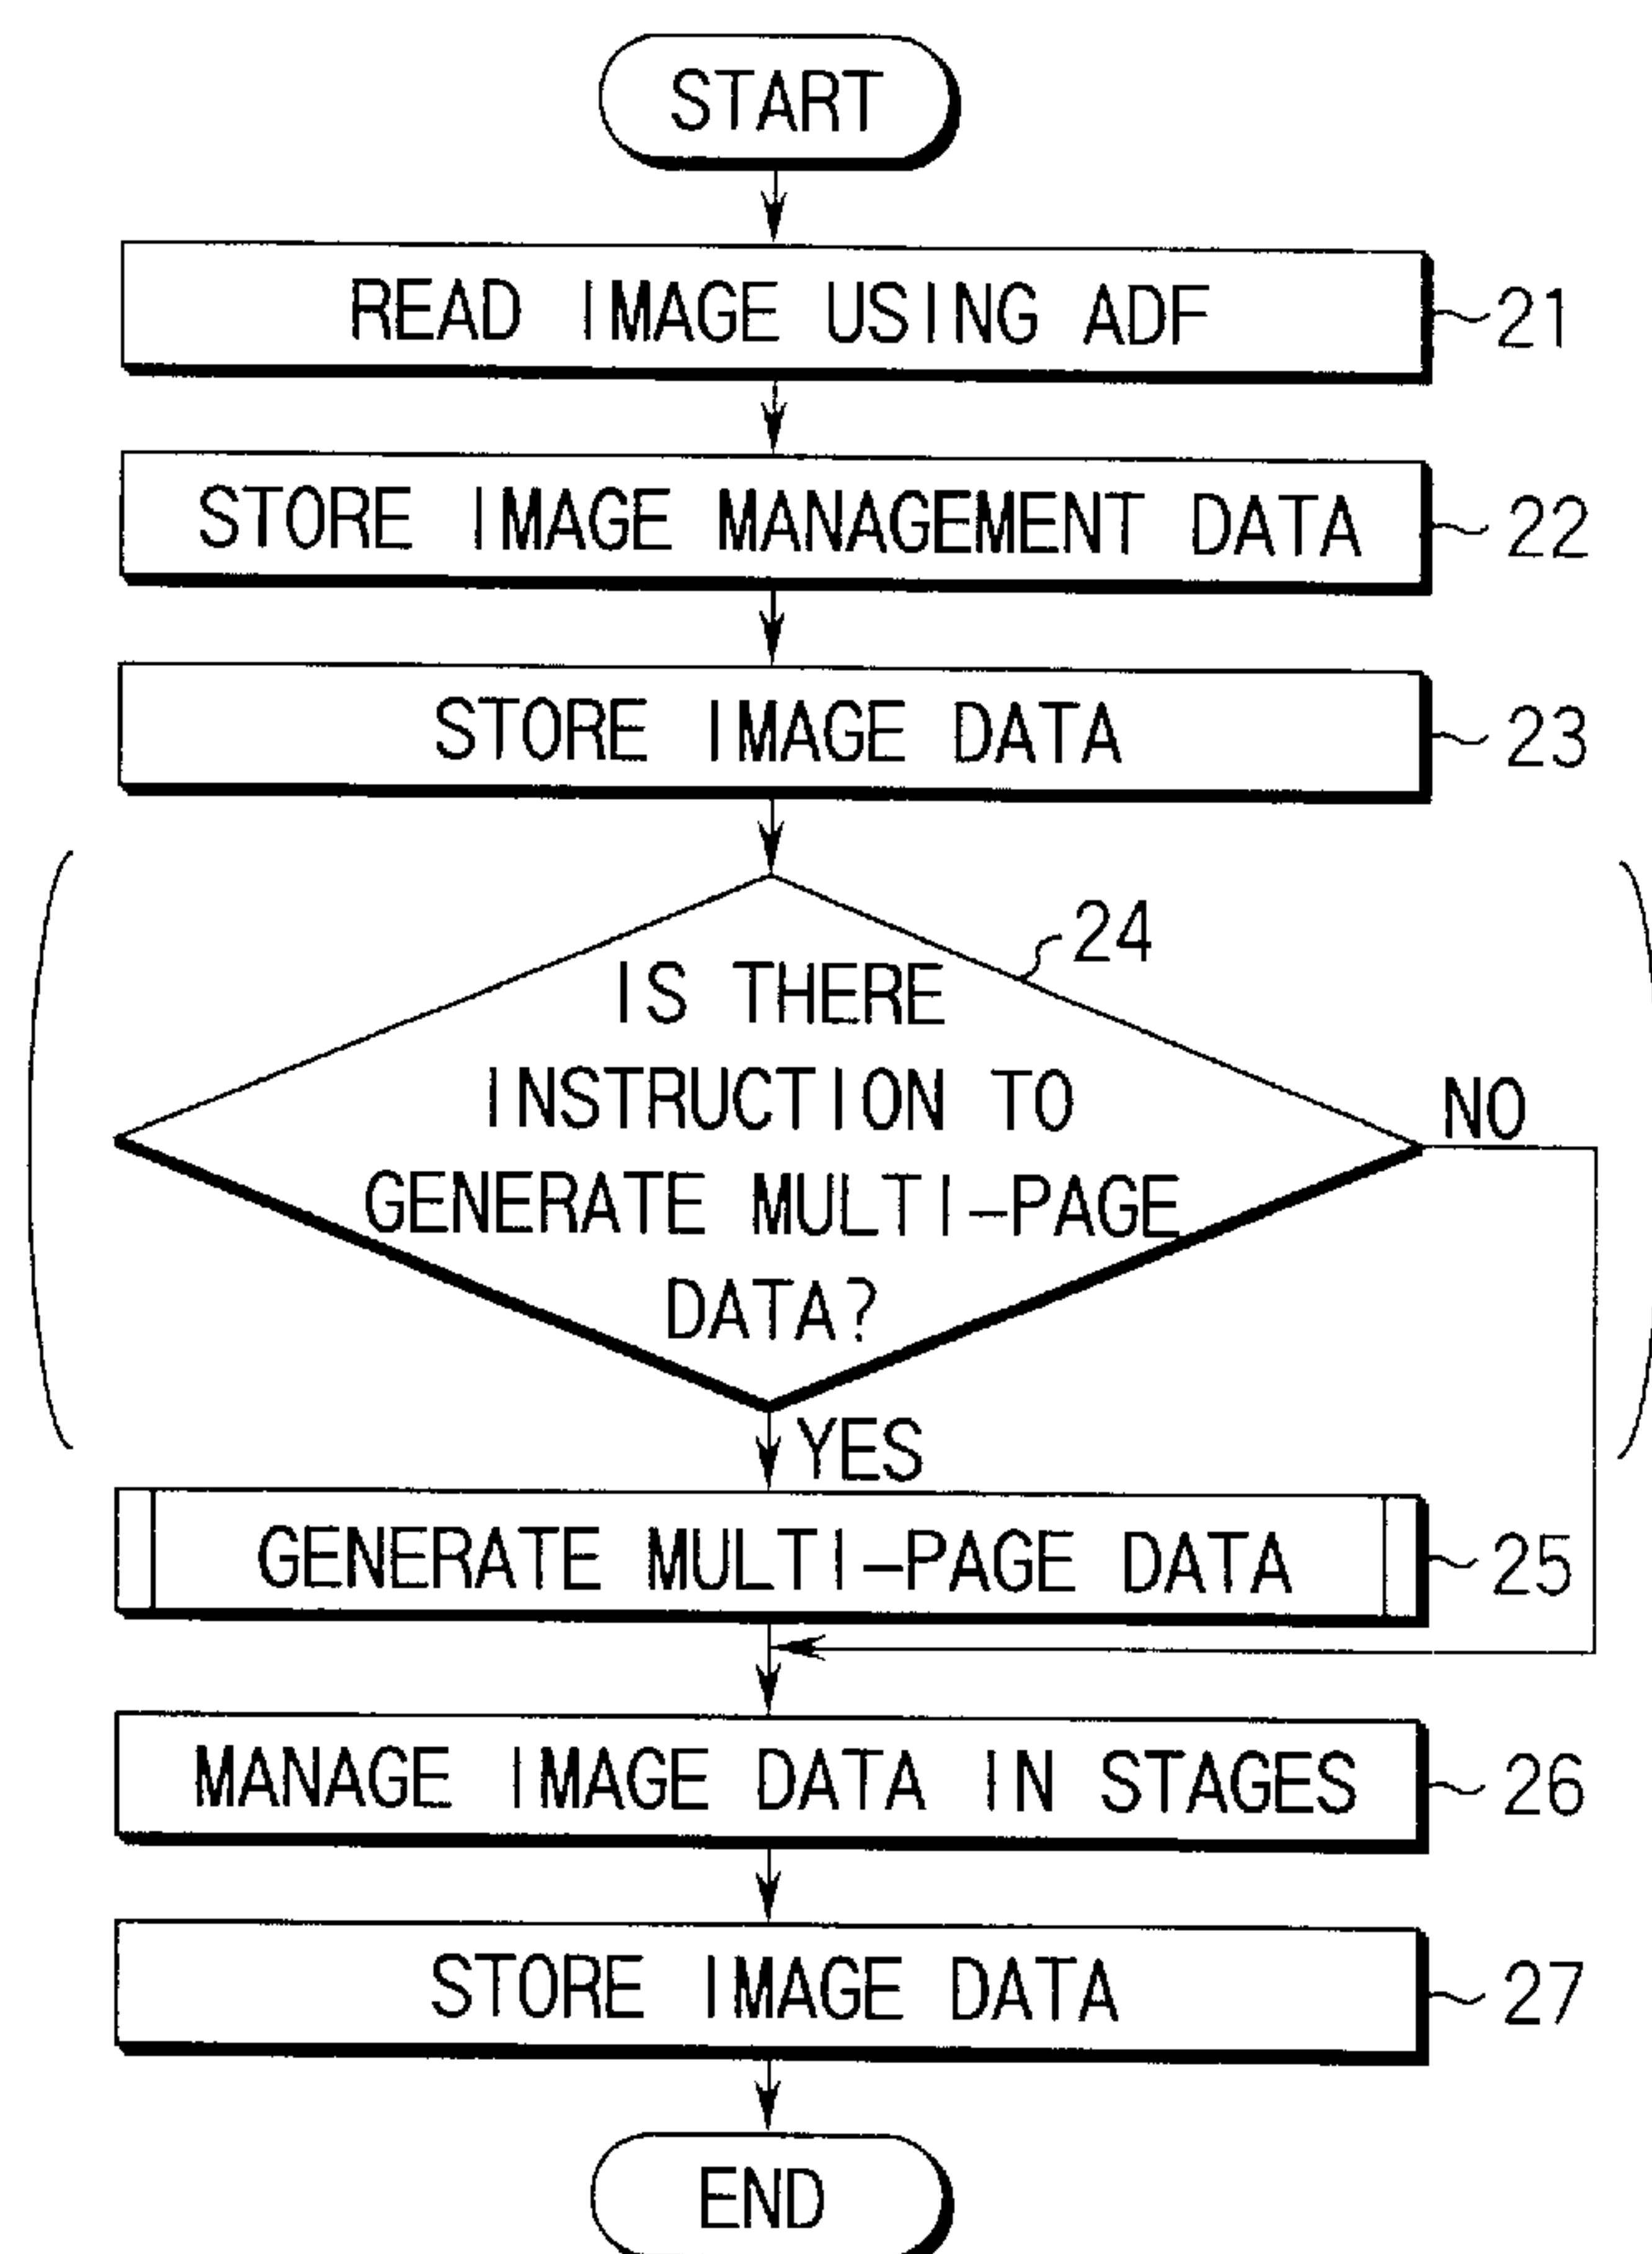 START
READ IMAGE USING ADF
21
STORE IMAGE MANAGEMENT DATA
22
STORE IMAGE DATA
23
24
IS THERE
INSTRUCTION TO
GENERATE MULTI-PAGE
DATA?
NO
YES
GENERATE MULTI-PAGE DATA
25
MANAGE IMAGE DATA IN STAGES
26
STORE IMAGE DATA
27
END